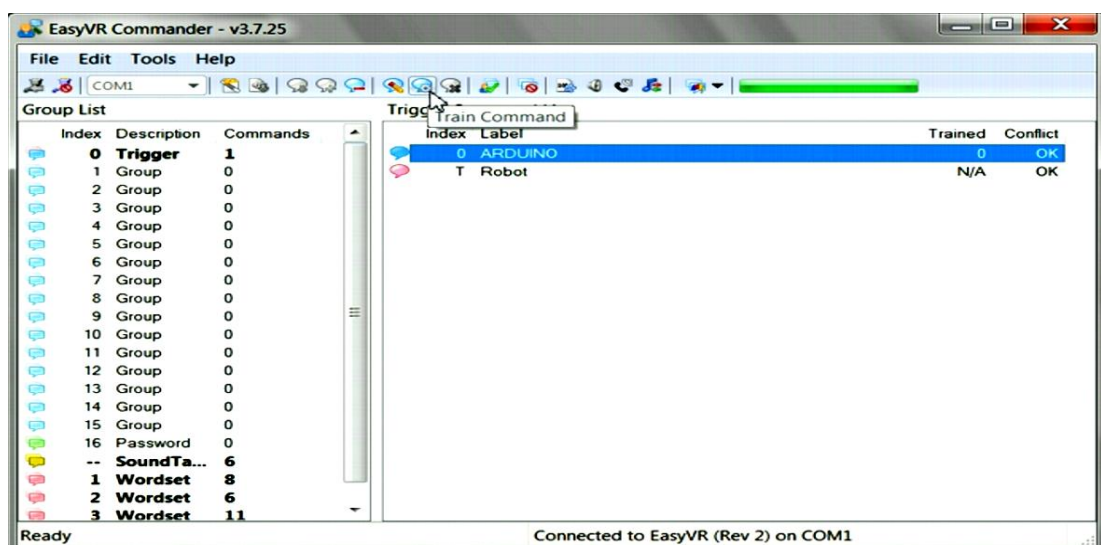 EasyVR Commander - v3.7.25
File Edit Tools Help
COM1
Group List
Index Description Commands
0 Trigger 1
1 Group 0
2 Group 0
3 Group 0
4 Group 0
5 Group 0
6 Group 0
7 Group 0
8 Group 0
9 Group 0
10 Group 0
11 Group 0
12 Group 0
13 Group 0
14 Group 0
15 Group 0
16 Password 0
-- SoundTa... 6
1 Wordset 8
2 Wordset 6
3 Wordset 11
Train Command
Index Label Trained Conflict
0 ARDUINO 0 OK
T Robot N/A OK
Ready Connected to EasyVR (Rev 2) on COM1